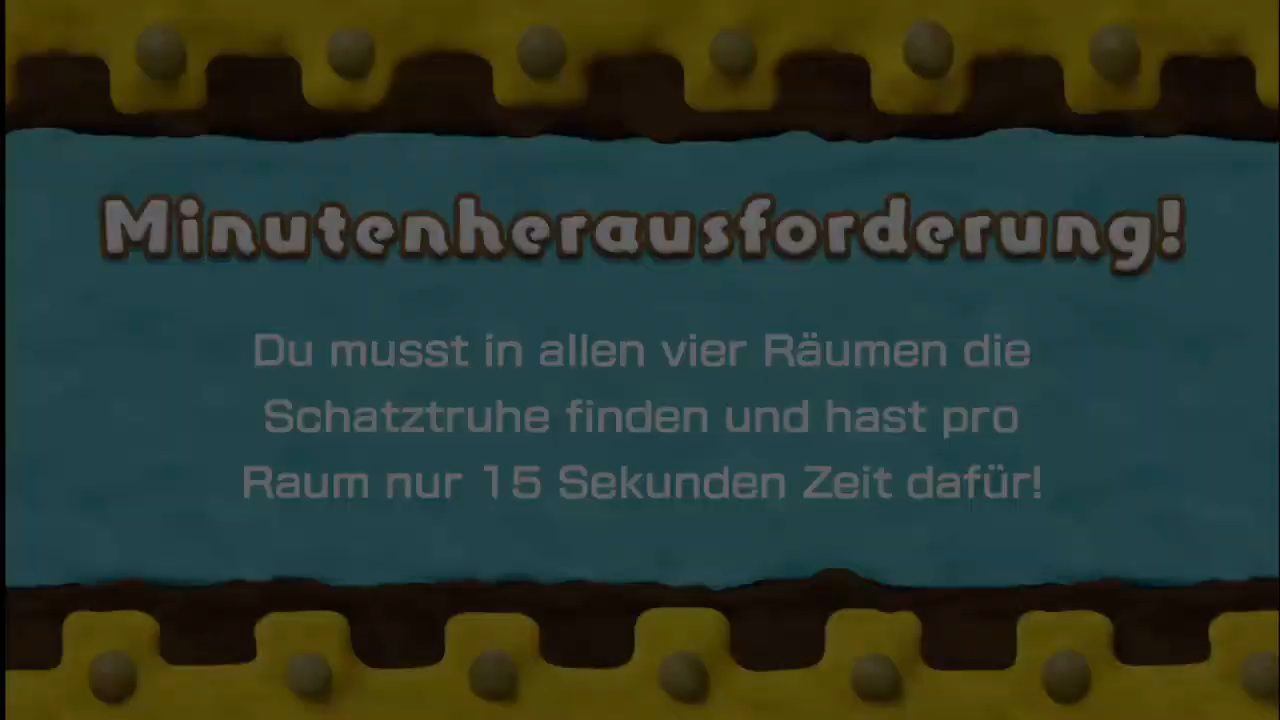 Minutenherausforderung!
Du musst in allen vier Räumen die
Schatztruhe finden und hast pro
Raum nur 15 Sekunden Zeit dafür!